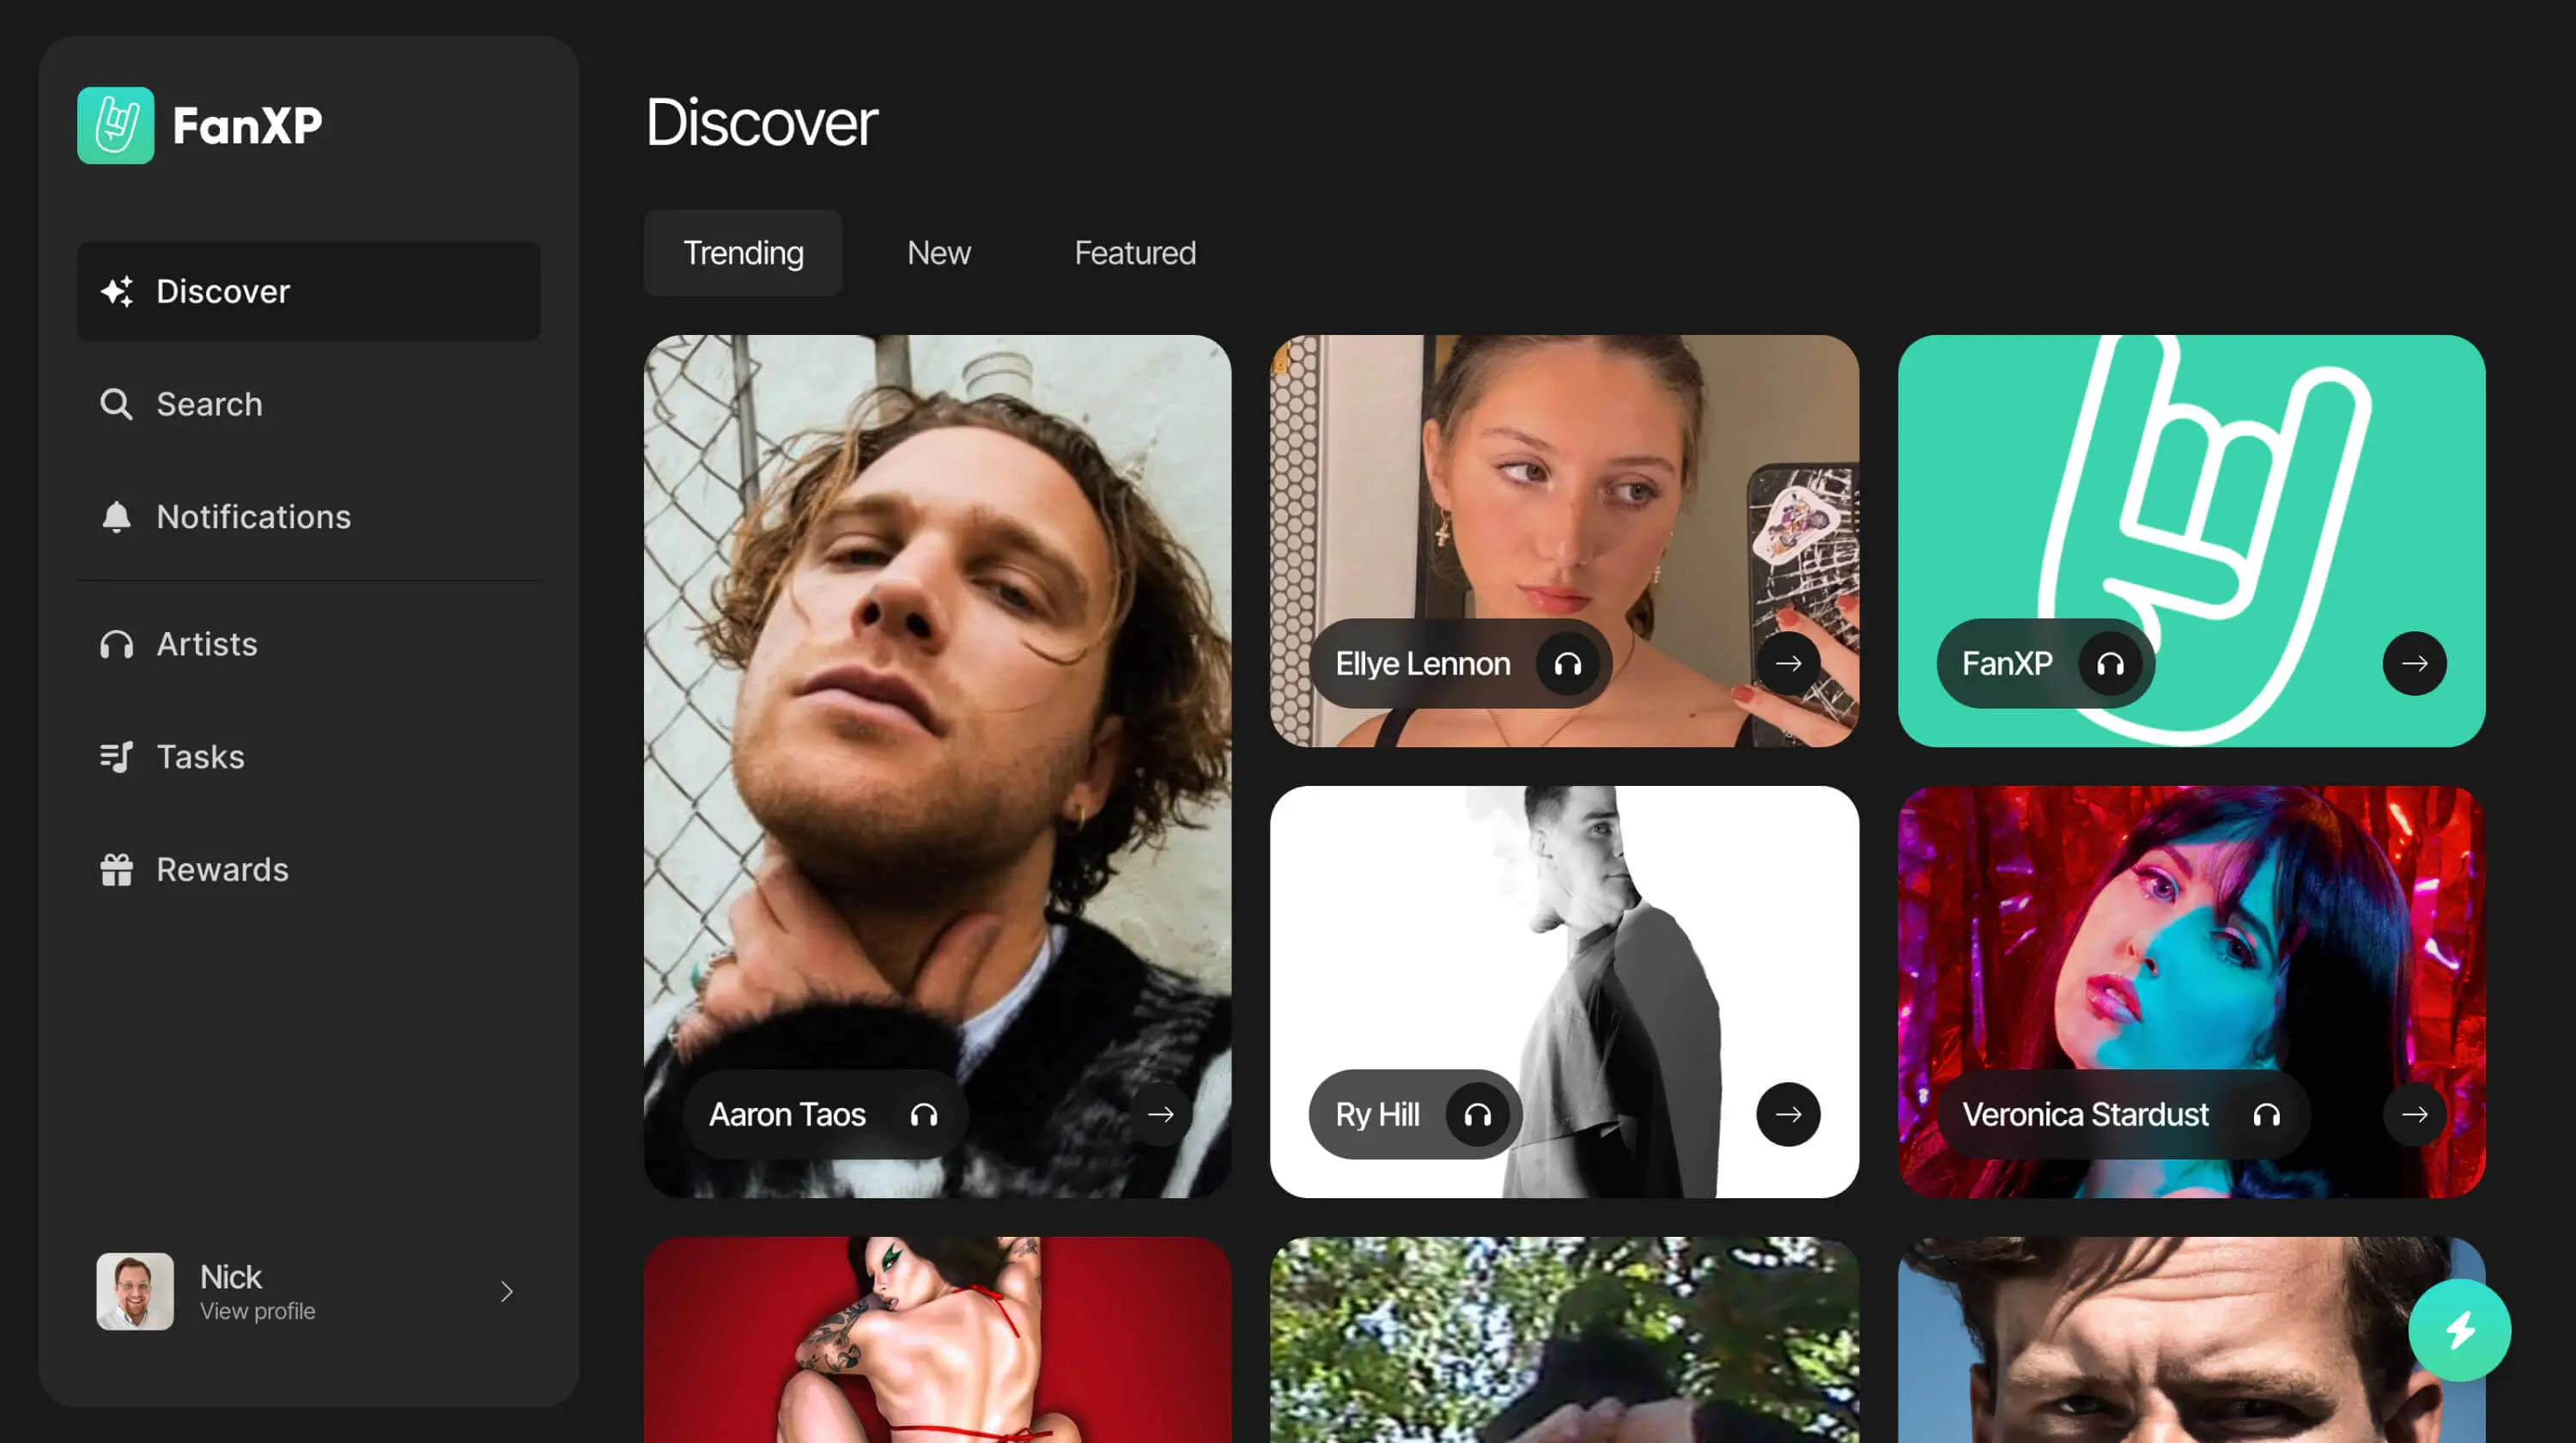 FanXP
Discover
Search
Notifications
Artists
Tasks
Rewards
Nick
View profile
Discover
Trending
New
Featured
Ellye Lennon
FanXP
Aaron Taos
Ry Hill
Veronica Stardust